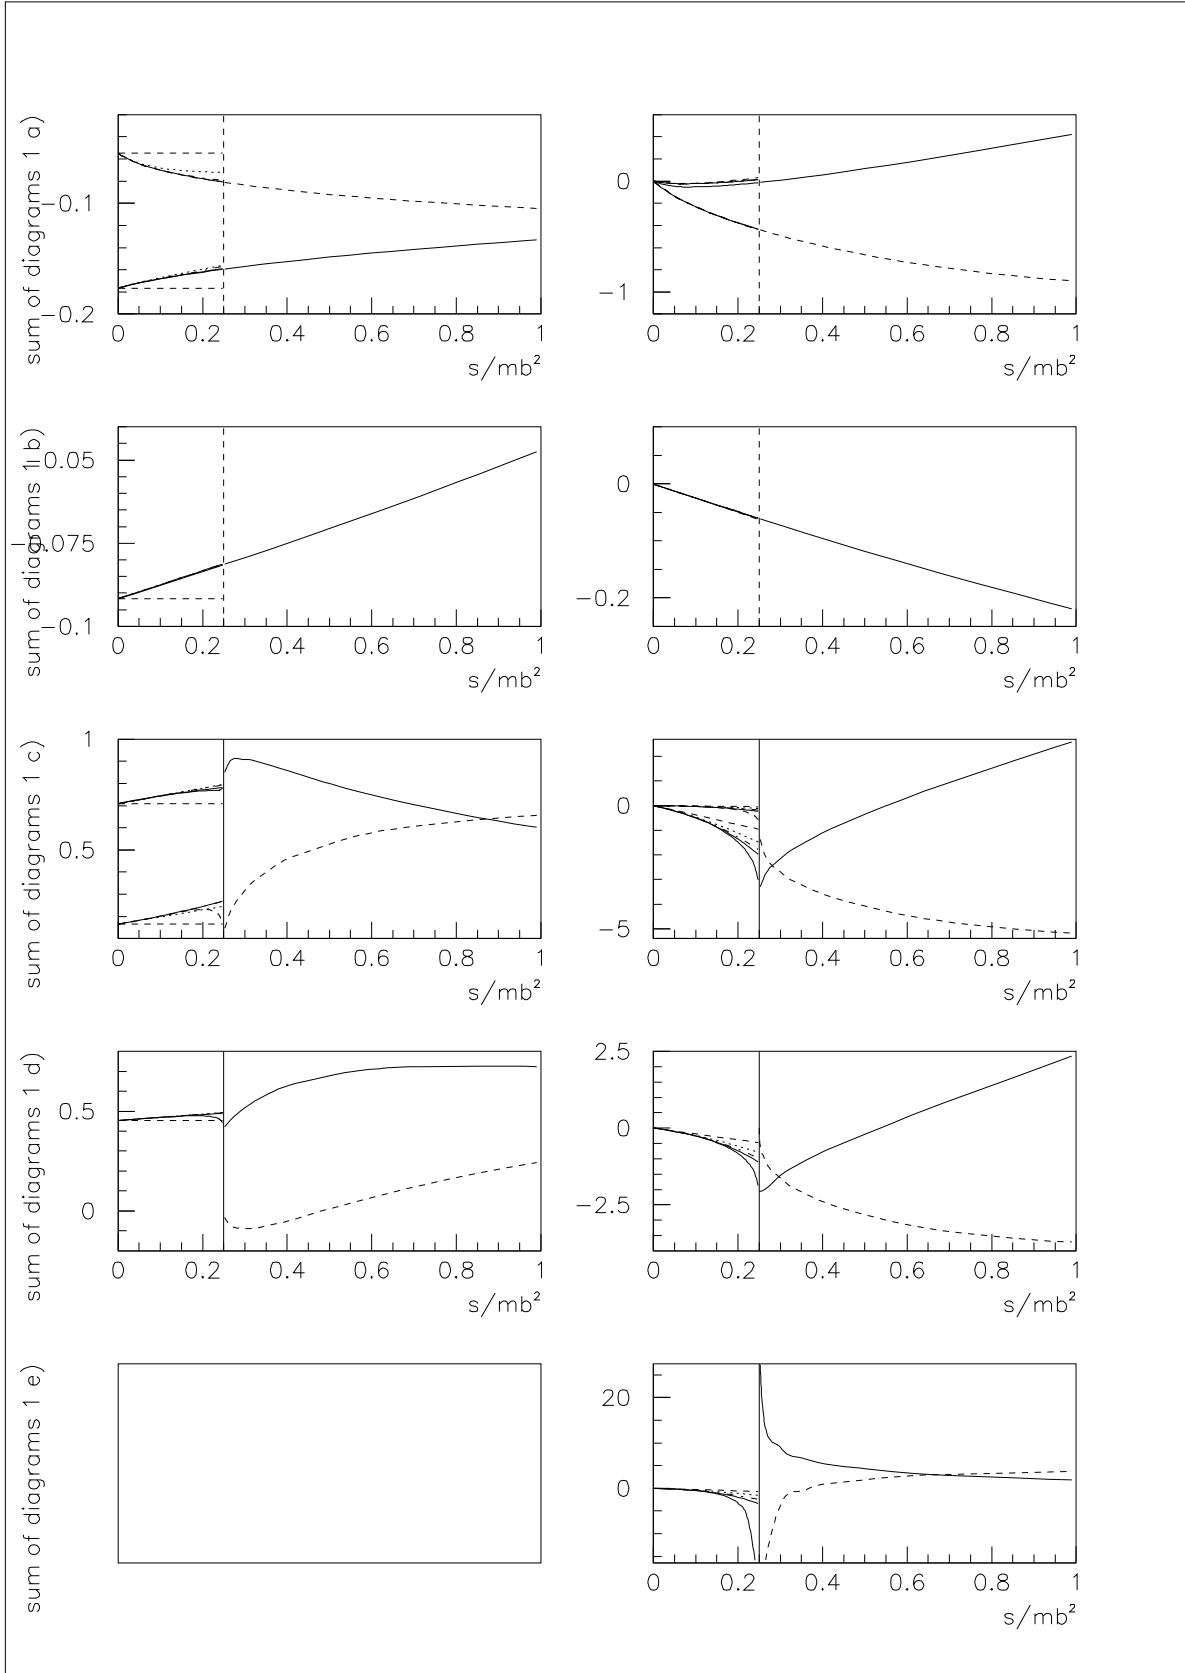 sum of diagrams 1 a)
−0.1
−0.2
0 0.2 0.4 0.6 0.8 1
s/mb²
0
−1
0 0.2 0.4 0.6 0.8 1
s/mb²
sum of diagrams 1 b)
−0.05
−0.075
−0.1
0 0.2 0.4 0.6 0.8 1
s/mb²
0
−0.2
0 0.2 0.4 0.6 0.8 1
s/mb²
sum of diagrams 1 c)
1
0.5
0 0.2 0.4 0.6 0.8 1
s/mb²
0
−5
0 0.2 0.4 0.6 0.8 1
s/mb²
sum of diagrams 1 d)
0.5
0
0 0.2 0.4 0.6 0.8 1
s/mb²
2.5
0
−2.5
0 0.2 0.4 0.6 0.8 1
s/mb²
sum of diagrams 1 e)
20
0
0 0.2 0.4 0.6 0.8 1
s/mb²